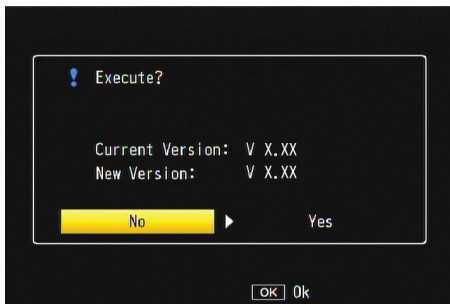 Execute?
Current Version: V X.XX
New Version: V X.XX
No Yes
OK Ok